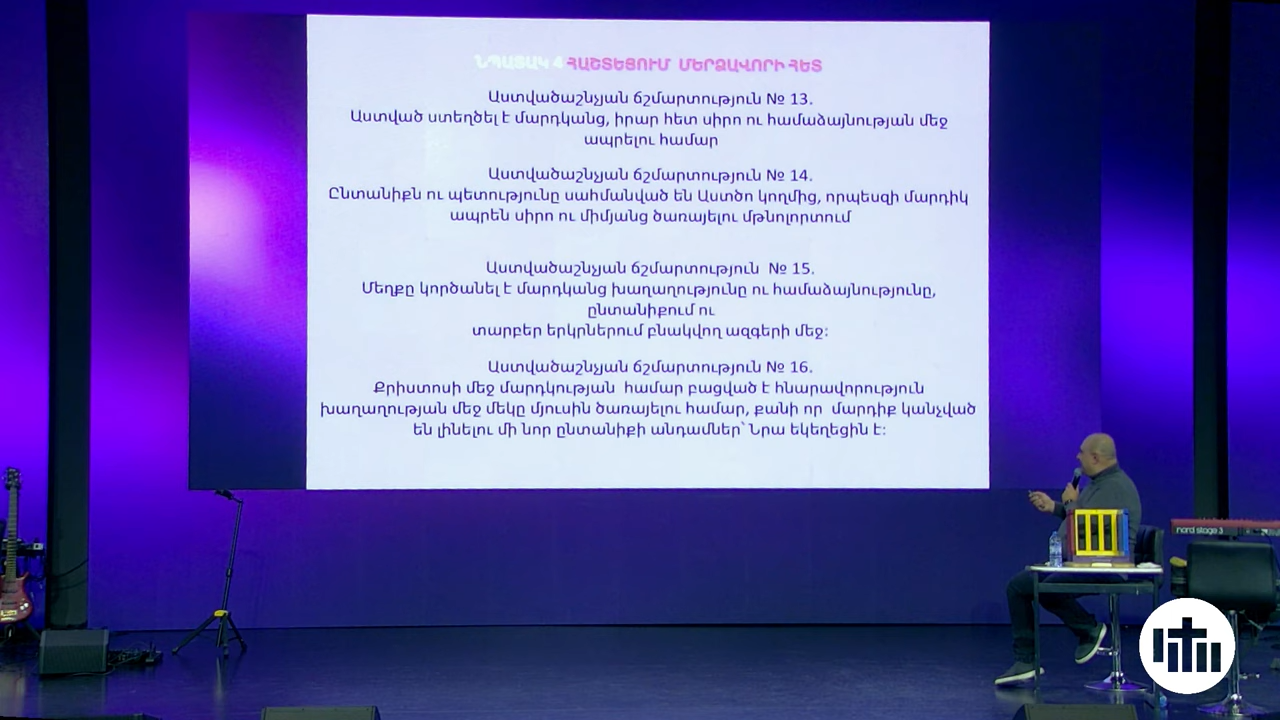 ՆՊԱՏԱԿ 4 ՀԱՇՏԵՑՈՒՄ ՄԵՐՁԱՎՈՐԻ ՀԵՏ
Աստվածաշնչյան ճշմարտություն № 13.
Աստված ստեղծել է մարդկանց, իրար հետ սիրո ու համաձայնության մեջ
ապրելու համար
Աստվածաշնչյան ճշմարտություն № 14.
Ընտանիքն ու պետությունը սահմանված են Աստծո կողմից, որպեսզի մարդիկ
ապրեն սիրո ու միմյանց ծառայելու մթնոլորտում
Աստվածաշնչյան ճշմարտություն № 15.
Մեղքը կործանել է մարդկանց խաղաղությունը ու համաձայնությունը,
ընտանիքում ու
տարբեր երկրներում բնակվող ազգերի մեջ:
Աստվածաշնչյան ճշմարտություն № 16.
Քրիստոսի մեջ մարդկության համար բացված է հնարավորություն
խաղաղության մեջ մեկը մյուսին ծառայելու համար, քանի որ մարդիք կանչված
են լինելու մի նոր ընտանիքի անդամներ՝ Նրա եկեղեցին է:
nord stage 3